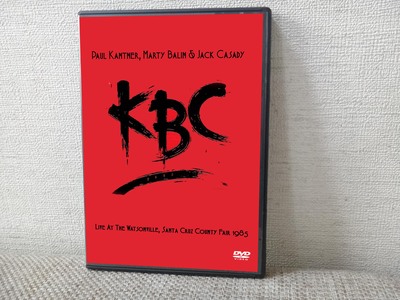 Paul Kantner, Marty Balin & Jack Casady
KBC
Live At The Watsonville, Santa Cruz County Fair 1985
DVD